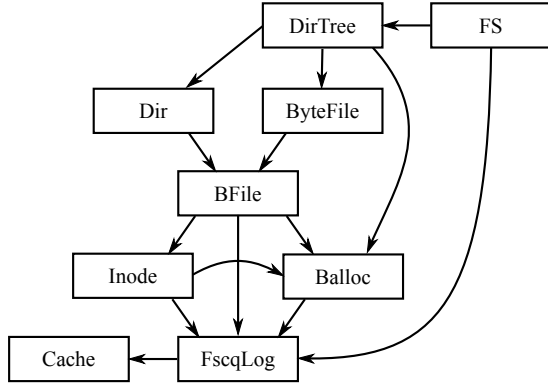 DirTree
FS
Dir
ByteFile
BFile
Inode
Balloc
Cache
FscqLog